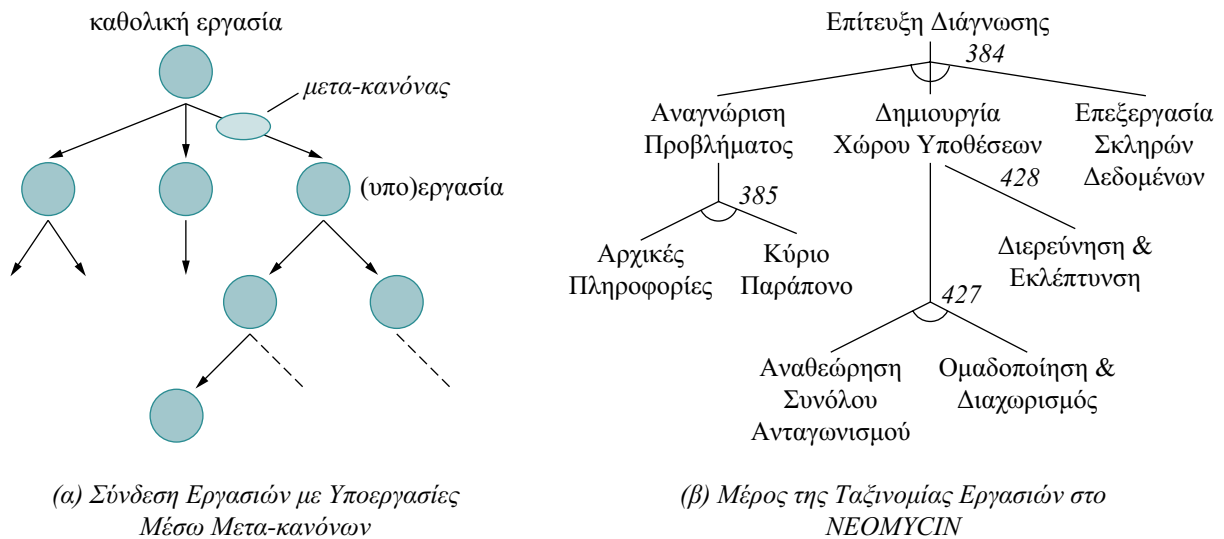 καθολική εργασία
μετα-κανόνας
(υπο)εργασία
(α) Σύνδεση Εργασιών με Υποεργασίες
Μέσω Μετα-κανόνων
Επίτευξη Διάγνωσης
384
Αναγνώριση
Προβλήματος
Δημιουργία
Χώρου Υποθέσεων
Επεξεργασία
Σκληρών
Δεδομένων
385
428
Αρχικές
Πληροφορίες
Κύριο
Παράπονο
Διερεύνηση &
Εκλέπτυνση
427
Αναθεώρηση
Συνόλου
Ανταγωνισμού
Ομαδοποίηση &
Διαχωρισμός
(β) Μέρος της Ταξινομίας Εργασιών στο
NEOMYCIN